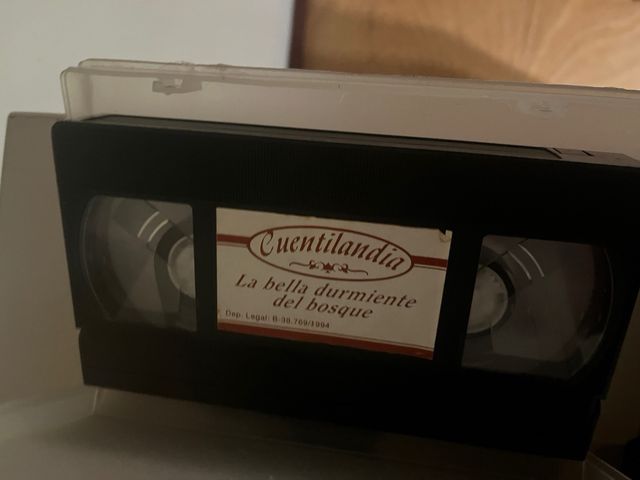 Cuentilandia
La bella durmiente
del bosque
Dep. Legal: B-38.769/1994